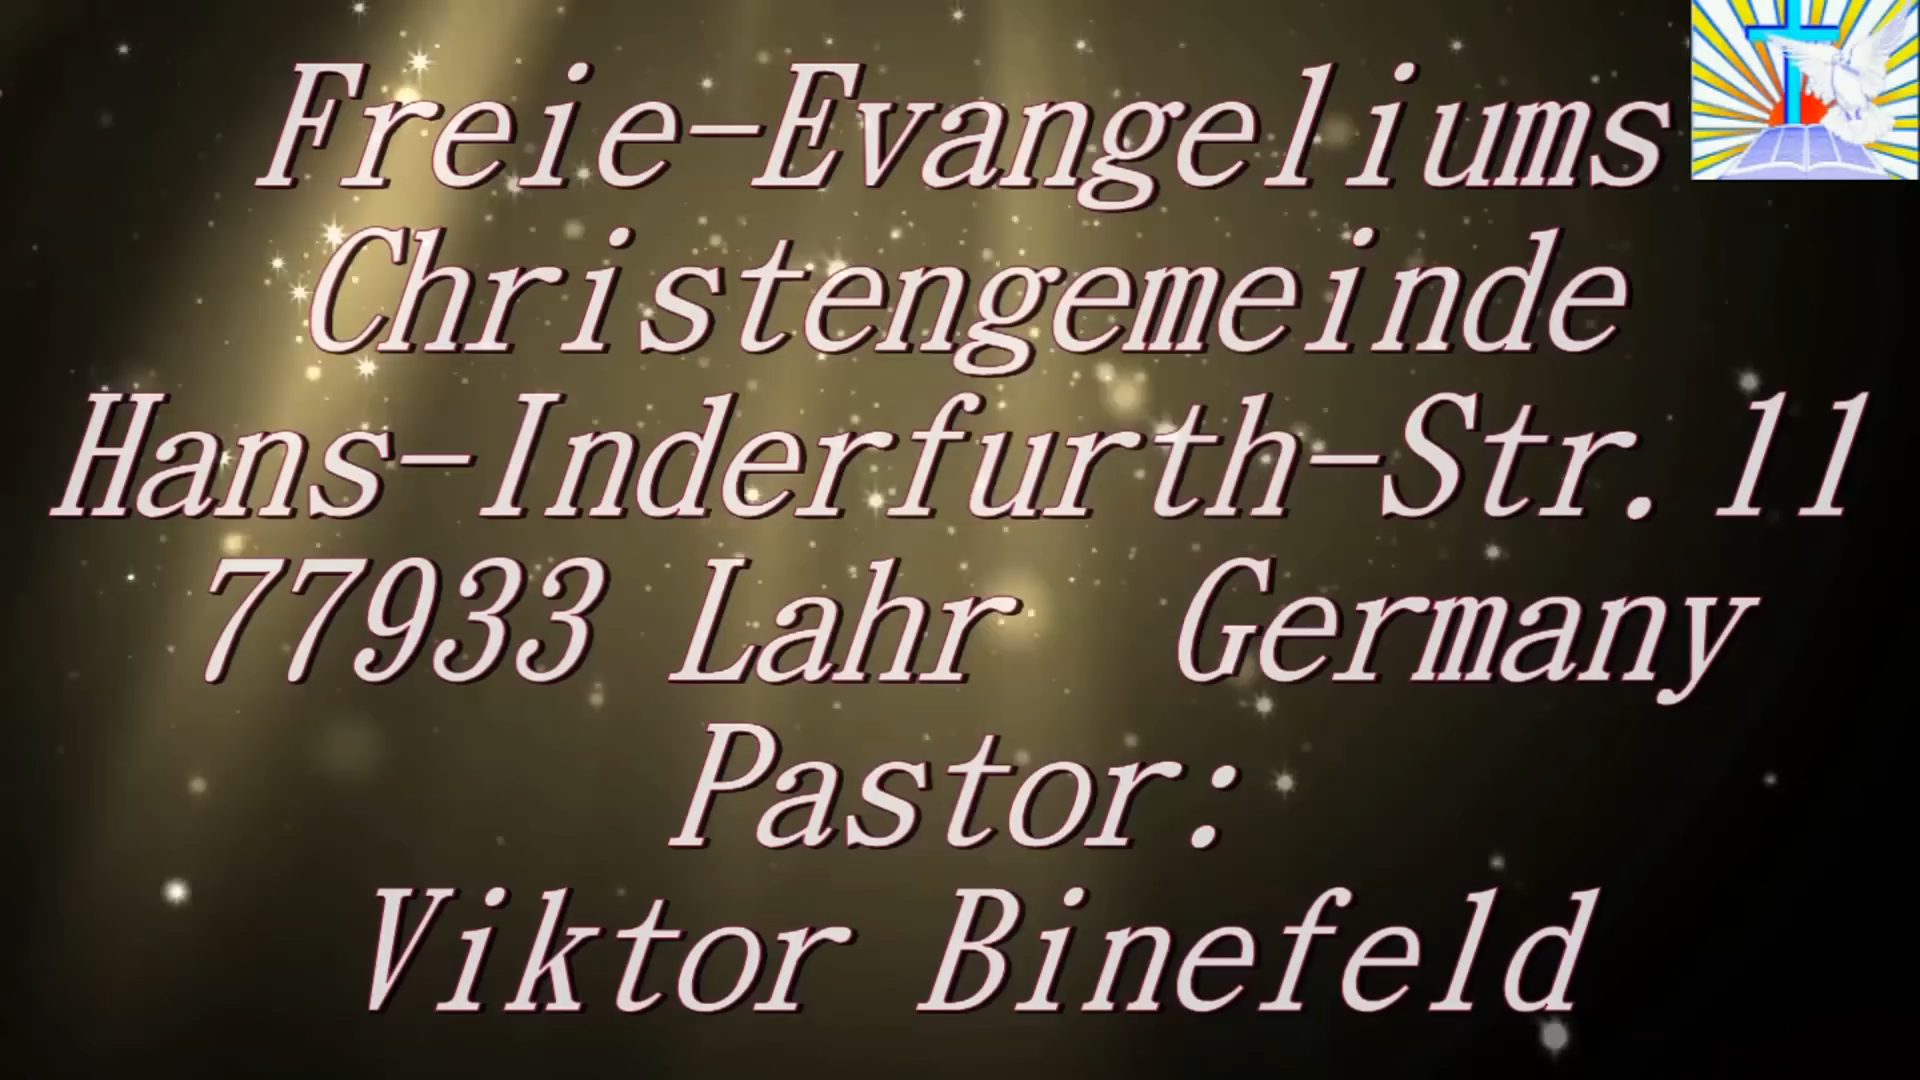 Freie-Evangeliums
Christengemeinde
Hans-Inderfurth-Str.11
77933 Lahr Germany
Pastor:
Viktor Binefeld